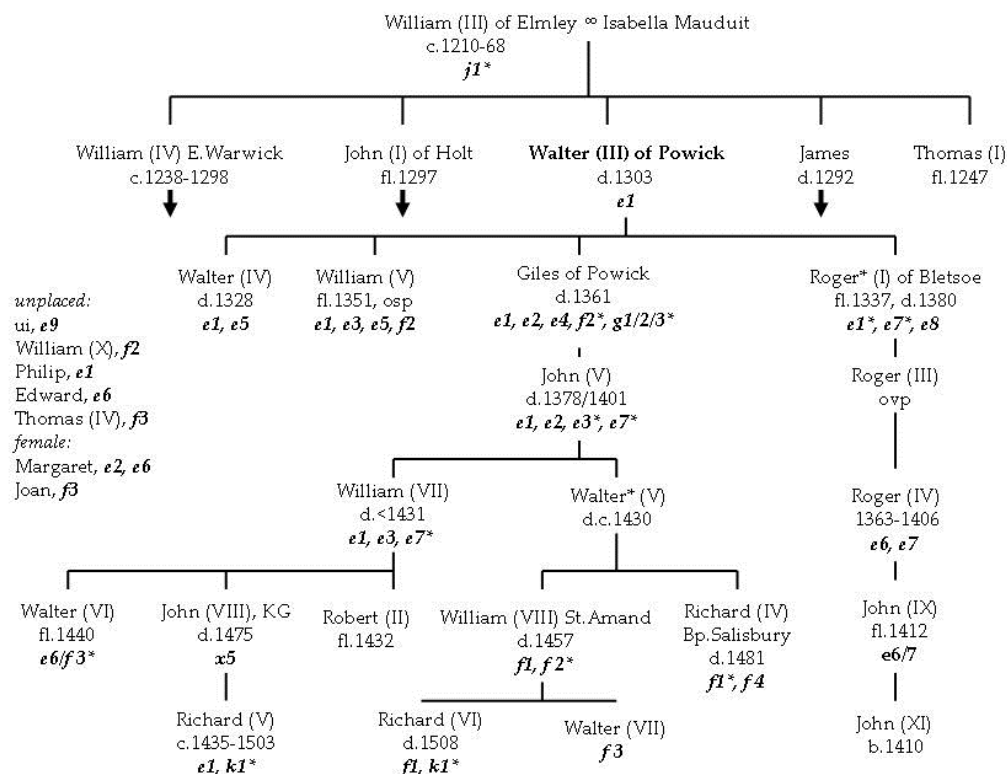 William (III) of Elmley ∞ Isabella Mauduit
c.1210-68
j1*
William (IV) E.Warwick
c.1238-1298
John (I) of Holt
fl.1297
Walter (III) of Powick
d.1303
e1
James
d.1292
Thomas (I)
fl.1247
Walter (IV)
d.1328
e1, e5
William (V)
fl.1351, osp
e1, e3, e5, f2
Giles of Powick
d.1361
e1, e2, e4, f2*, g1/2/3*
Roger* (I) of Bletsoe
fl.1337, d.1380
e1*, e7*, e8
unplaced:
ui, e9
William (X), f2
Philip, e1
Edward, e6
Thomas (IV), f3
female:
Margaret, e2, e6
Joan, f3
John (V)
d.1378/1401
e1, e2, e3*, e7*
Roger (III)
ovp
William (VII)
d.<1431
e1, e3, e7*
Walter* (V)
d.c.1430
Roger (IV)
1363-1406
e6, e7
Walter (VI)
fl.1440
e6/f3*
John (VIII), KG
d.1475
x5
Robert (II)
fl.1432
William (VIII) St.Amand
d.1457
f1, f2*
Richard (IV)
Bp.Salisbury
d.1481
f1*, f4
John (IX)
fl.1412
e6/7
Richard (V)
c.1435-1503
e1, k1*
Richard (VI)
d.1508
f1, k1*
Walter (VII)
f3
John (XI)
b.1410